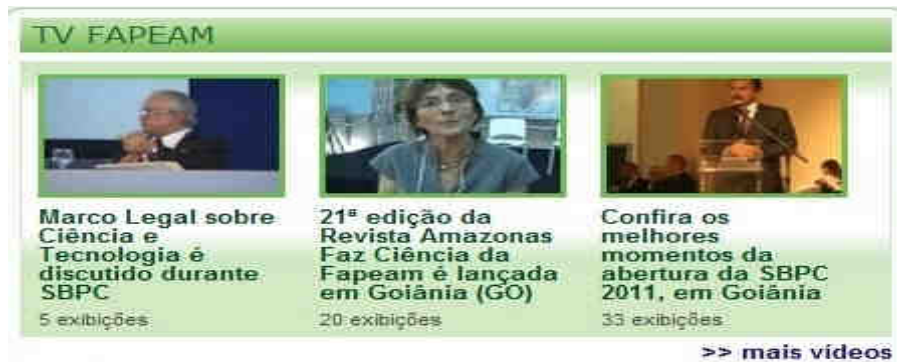 TV FAPEAM
Marco Legal sobre
Ciência e
Tecnologia é
discutido durante
SBPC
5 exibições
21ª edição da
Revista Amazonas
Faz Ciência da
Fapeam é lançada
em Goiânia (GO)
20 exibições
Confira os
melhores
momentos da
abertura da SBPC
2011, em Goiânia
33 exibições
>> mais vídeos